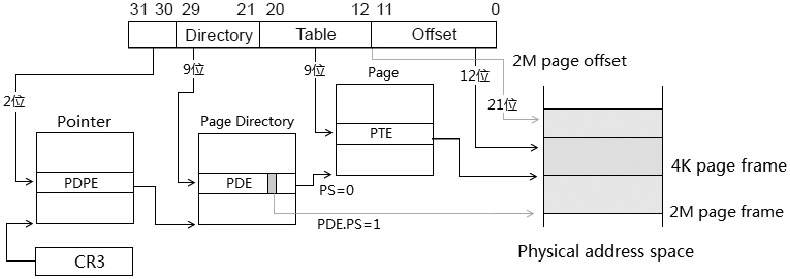 31 30 29 21 20 12 11 0
Directory Table Offset
2M page offset
9位 9位 Page 12位
2位 21位
Pointer Page Directory
PTE
4K page frame
PDPE PDE
PS=0
2M page frame
PDE.PS=1
Physical address space
CR3